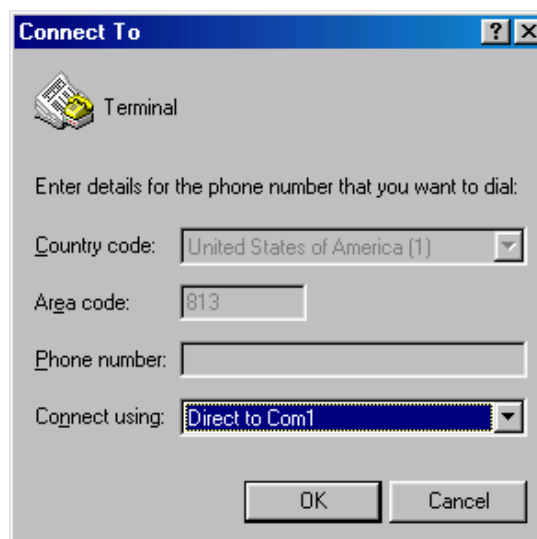 Connect To
Terminal
Enter details for the phone number that you want to dial:
Country code: United States of America (1)
Area code: 813
Phone number:
Connect using: Direct to Com1
OK Cancel